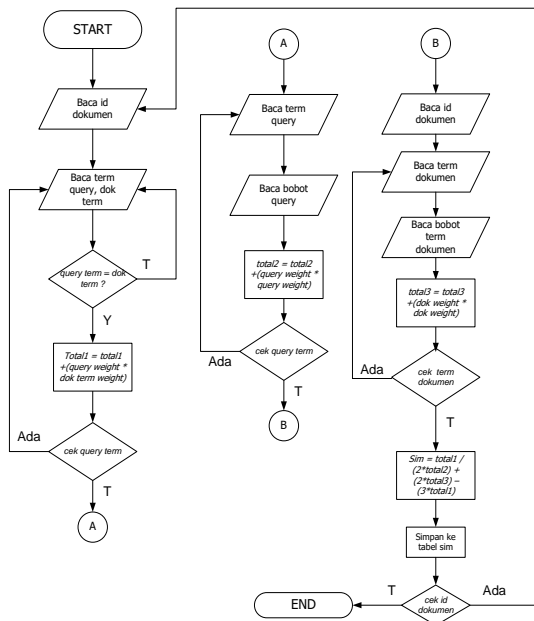 START
Baca id
dokumen
Baca term
query, dok
term
query term = dok
term ?
T
Y
Total1 = total1
+(query weight *
dok term weight)
Ada
cek query term
T
A
A
Baca term
query
Baca bobot
query
total2 = total2
+(query weight *
query weight)
Ada
cek query term
T
B
B
Baca id
dokumen
Baca term
dokumen
Baca bobot
term
dokumen
total3 = total3
+(dok weight *
dok weight)
Ada
cek term
dokumen
T
Sim = total1 /
(2*total2) +
(2*total3) –
(3*total1)
Simpan ke
tabel sim
T
cek id
dokumen
Ada
END